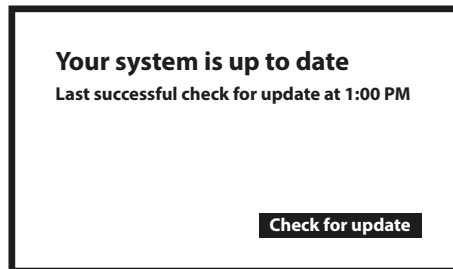 Your system is up to date
Last successful check for update at 1:00 PM
Check for update